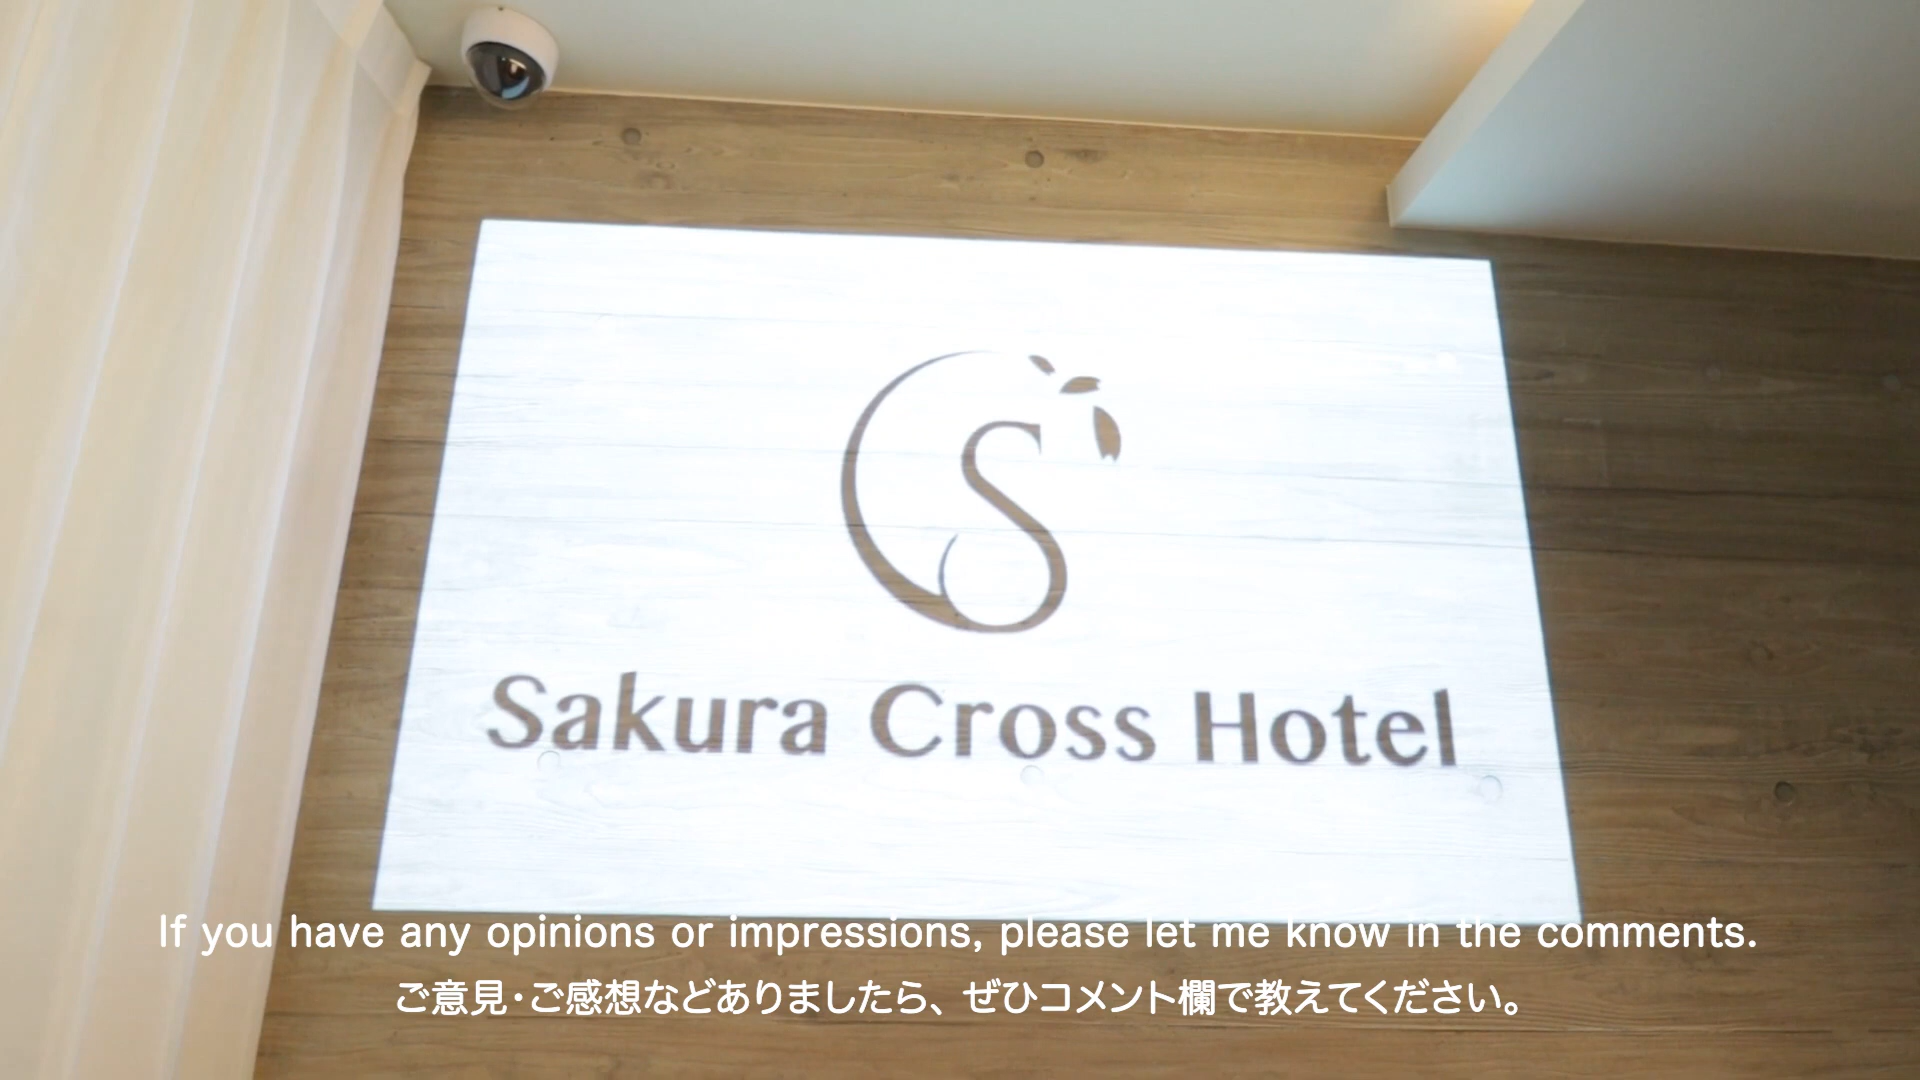 S
Sakura Cross Hotel
If you have any opinions or impressions, please let me know in the comments.
ご意見・ご感想などありましたら、ぜひコメント欄で教えてください。